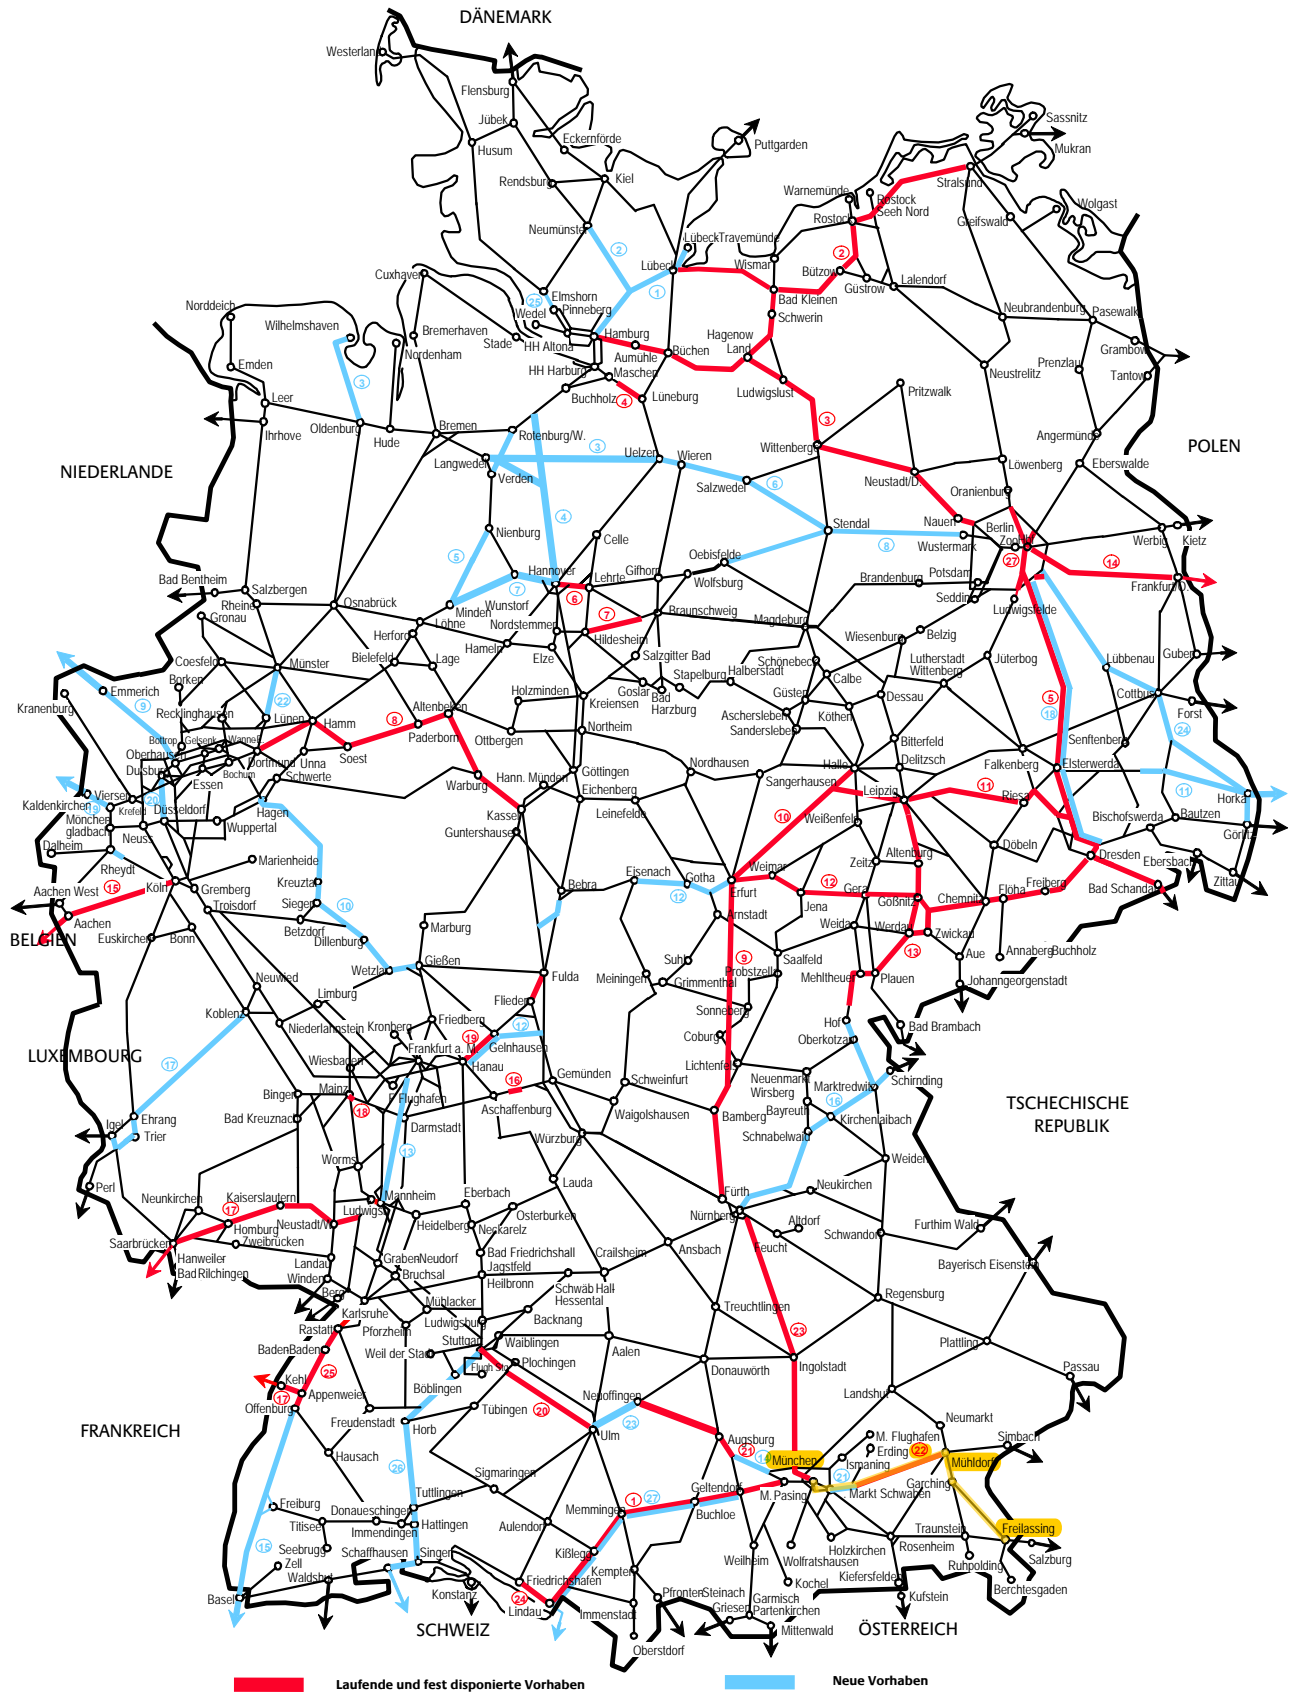 DÄNEMARK
Westerland
Flensburg
Jübek
Husum
Eckernförde
Rendsburg
Kiel
Neumünster
Puttgarden
Sassnitz
Mukran
Stralsund
Warnemünde
Rostock
Seeh Nord
Rostock
Greifswald
Wolgast
Lübeck Travemünde
Lübeck
Wismar
Bützow
Güstrow
Lalendorf
Bad Kleinen
Schwerin
Neubrandenburg
Pasewalk
Cuxhaven
Elmshorn
Pinneberg
Wedel
Norddeich
Wilhelmshaven
Bremerhaven
Nordenham
Stade
HH Altona
Hamburg
Aumühle
Büchen
Hagenow
Land
Grambow
Tantow
Prenzlau
Neustrelitz
Emden
HH Harburg
Maschen
Buchholz
Lüneburg
Ludwigslust
Pritzwalk
Leer
Ihrhove
Oldenburg
Hude
Bremen
Rotenburg/W.
Wittenberge
Angermünde
POLEN
NIEDERLANDE
Langwedel
Verden
Uelzen
Wieren
Salzwedel
Neustadt/D.
Löwenberg
Eberswalde
Oranienburg
Nauen
Berlin
Zoo
Wustermark
Werbig
Kietz
Nienburg
Celle
Stendal
Oebisfelde
Wolfsburg
Hannover
Lehrte
Gifhorn
Brandenburg
Potsdam
Seddin
Ludwigsfelde
Frankfurt/O.
Bad Bentheim
Salzbergen
Rheine
Gronau
Osnabrück
Minden
Wunstorf
Löhne
Nordstemmen
Braunschweig
Magdeburg
Herford
Bielefeld
Lage
Hameln
Elze
Hildesheim
Salzgitter Bad
Wiesenburg
Belzig
Jüterbog
Lübbenau
Guben
Coesfeld
Münster
Borken
Goslar
Bad
Harzburg
Stapelburg
Halberstadt
Schönebeck
Calbe
Lutherstadt
Wittenberg
Cottbus
Forst
Emmerich
Kranenburg
Recklinghausen
Lünen
Hamm
Altenbeken
Paderborn
Holzminden
Kreiensen
Ottbergen
Northeim
Aschersleben
Sandersleben
Güsten
Köthen
Dessau
Bitterfeld
Delitzsch
Senftenberg
Bottrop
Gelsenk.
Wanne E.
Oberhausen
Duisburg
Essen
Bochum
Dortmund
Unna
Schwerte
Soest
Warburg
Hann. Münden
Göttingen
Eichenberg
Nordhausen
Sangerhausen
Halle
Leipzig
Falkenberg
Riesa
Elsterwerda
Horka
Viersen
Kaldenkirchen
Krefeld
Düsseldorf
Mönchen
gladbach
Neuss
Dalheim
Rheydt
Hagen
Wuppertal
Kassel
Guntershausen
Leinefelde
Weißenfels
Bischofswerda
Bautzen
Görlitz
Aachen West
Aachen
BELGIEN
Köln
Marienheide
Gremberg
Troisdorf
Kreuztal
Siegen
Betzdorf
Dillenburg
Bebra
Eisenach
Gotha
Weimar
Erfurt
Zeitz
Altenburg
Döbeln
Dresden
Ebersbach
Zittau
Bad Schandau
Euskirchen
Bonn
Marburg
Wetzlar
Gießen
Arnstadt
Jena
Gera
Gößnitz
Chemnitz
Flöha
Freiberg
Weida
Werdau
Zwickau
Aue
Annaberg Buchholz
Johanngeorgenstadt
Neuwied
Koblenz
Limburg
Niederlahnstein
Fulda
Flieden
Meiningen
Suhl
Grimmenthal
Probstzella
Saalfeld
Mehltheuer
Plauen
Sonneberg
Coburg
Hof
Oberkotzau
Bad Brambach
LUXEMBOURG
Kronberg
Friedberg
Frankfurt a. M.
Gelnhausen
Hanau
Wiesbaden
Mainz
F. Flughafen
Lichtenfels
Neuenmarkt
Wirsberg
Marktredwitz
Schirnding
Bingen
Bad Kreuznach
Darmstadt
Aschaffenburg
Gemünden
Schweinfurt
Waigolshausen
Bamberg
Bayreuth
Schnabelwaid
Kirchenlaibach
TSCHECHISCHE
REPUBLIK
Igel
Ehrang
Trier
Perl
Worms
Würzburg
Weiden
Neunkirchen
Kaiserslautern
Ludwigsh.
Mannheim
Eberbach
Lauda
Fürth
Nürnberg
Neukirchen
Saarbrücken
Homburg
Zweibrücken
Neustadt/W.
Heidelberg
Neckarelz
Osterburken
Altdorf
Feucht
Schwandorf
Furthim Wald
Bayerisch Eisenstein
Hanweiler
Bad Rilchingen
Landau
Winden
Berg
Graben Neudorf
Bruchsal
Bad Friedrichshall
Jagstfeld
Heilbronn
Crailsheim
Ansbach
Schwäb Hall
Hessental
Treuchtlingen
Regensburg
Karlsruhe
Rastatt
Baden Baden
Mühlacker
Pforzheim
Ludwigsburg
Backnang
Stuttgart
Waiblingen
Plattling
Passau
Weil der Stadt
Flugh Stg.
Plochingen
Aalen
Donauwörth
Ingolstadt
Kehl
Appenweier
Böblingen
Landshut
FRANKREICH
Offenburg
Freudenstadt
Horb
Tübingen
Neuoffingen
Ulm
Augsburg
Neumarkt
Simbach
Hausach
M. Flughafen
Erding
Ismaning
München
Mühldorf
Freiburg
Titisee
Seebrugg
Donaueschingen
Immendingen
Tuttlingen
Hattingen
Sigmaringen
Aulendorf
Memmingen
Geltendorf
Buchloe
M. Pasing
Markt Schwaben
Garching
Freilassing
Traunstein
Salzburg
Zell
Waldshut
Basel
Schaffhausen
Singen
Konstanz
Friedrichshafen
Kißlegg
Kempten
Lindau
Immenstadt
Oberstdorf
Pfronten Steinach
Weilheim
Wolfratshausen
Kochel
Holzkirchen
Rosenheim
Ruhpolding
Berchtesgaden
Kiefersfelden
Kufstein
Griesen
Garmisch
Partenkirchen
Mittenwald
SCHWEIZ
ÖSTERREICH
Laufende und fest disponierte Vorhaben
Neue Vorhaben